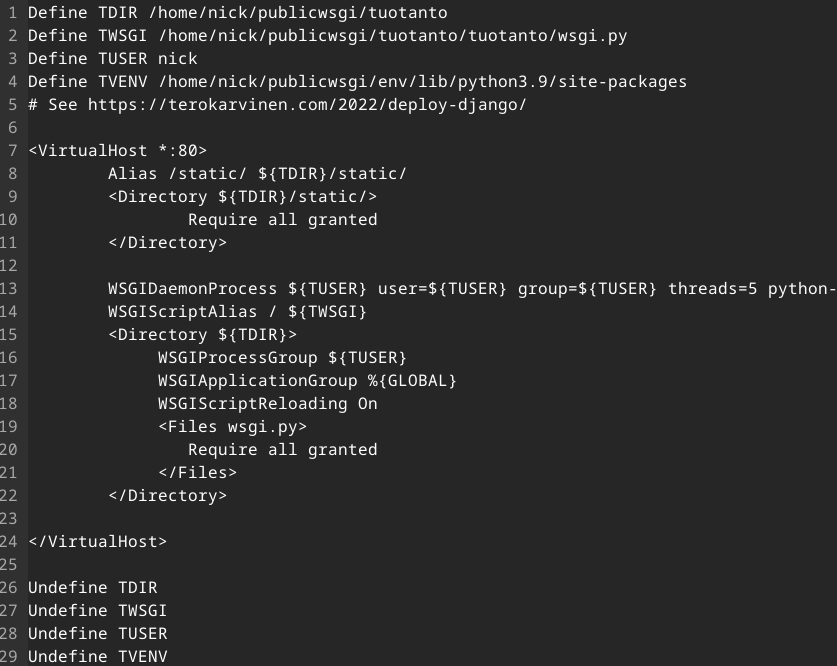 1 Define TDIR /home/nick/publicwsgi/tuotanto
2 Define TWSGI /home/nick/publicwsgi/tuotanto/tuotanto/wsgi.py
3 Define TUSER nick
4 Define TVENV /home/nick/publicwsgi/env/lib/python3.9/site-packages
5 # See https://terokarvinen.com/2022/deploy-django/
6
7 <VirtualHost *:80>
8         Alias /static/ ${TDIR}/static/
9         <Directory ${TDIR}/static/>
10                 Require all granted
11         </Directory>
12
13         WSGIDaemonProcess ${TUSER} user=${TUSER} group=${TUSER} threads=5 python-
14         WSGIScriptAlias / ${TWSGI}
15         <Directory ${TDIR}>
16              WSGIProcessGroup ${TUSER}
17              WSGIApplicationGroup %{GLOBAL}
18              WSGIScriptReloading On
19              <Files wsgi.py>
20                 Require all granted
21              </Files>
22         </Directory>
23
24 </VirtualHost>
25
26 Undefine TDIR
27 Undefine TWSGI
28 Undefine TUSER
29 Undefine TVENV